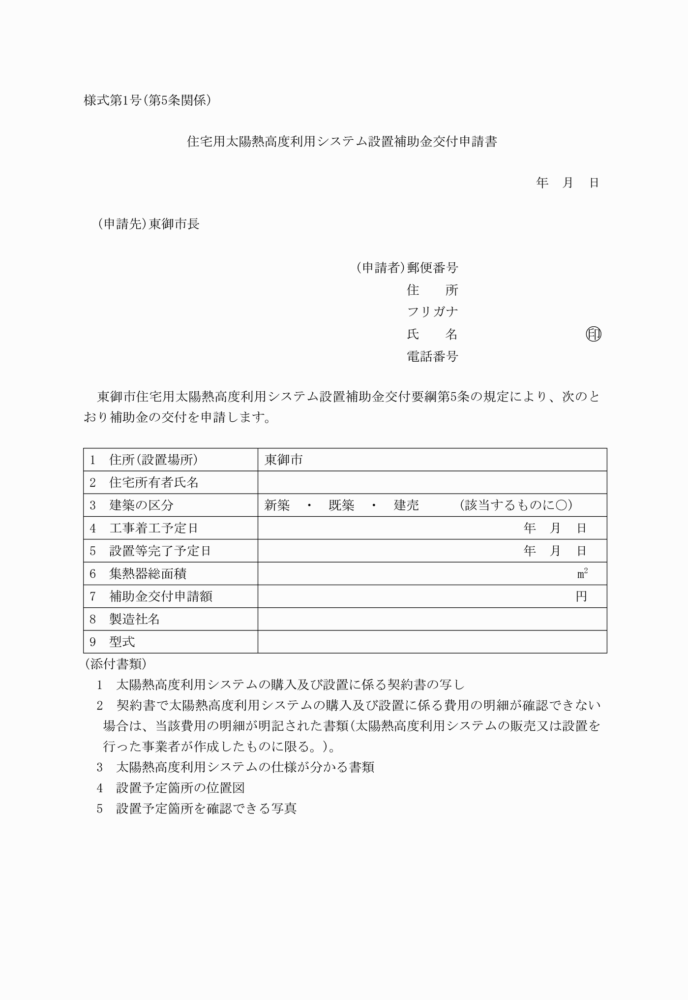 様式第1号(第5条関係)
住宅用太陽熱高度利用システム設置補助金交付申請書
年　月　日
(申請先)東御市長
(申請者)郵便番号
住　　所
フリガナ
氏　　名　　　　　　　　　　㊞
電話番号
東御市住宅用太陽熱高度利用システム設置補助金交付要綱第5条の規定により、次のと
おり補助金の交付を申請します。
1　住所(設置場所)　東御市
2　住宅所有者氏名
3　建築の区分　新築　・　既築　・　建売　　　(該当するものに〇)
4　工事着工予定日　年　月　日
5　設置等完了予定日　年　月　日
6　集熱器総面積　m²
7　補助金交付申請額　円
8　製造社名
9　型式
(添付書類)
1　太陽熱高度利用システムの購入及び設置に係る契約書の写し
2　契約書で太陽熱高度利用システムの購入及び設置に係る費用の明細が確認できない
場合は、当該費用の明細が明記された書類(太陽熱高度利用システムの販売又は設置を
行った事業者が作成したものに限る。)。
3　太陽熱高度利用システムの仕様が分かる書類
4　設置予定箇所の位置図
5　設置予定箇所を確認できる写真